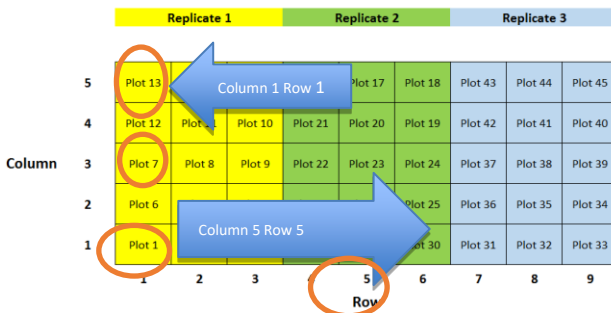 Replicate 1 Replicate 2 Replicate 3
5 Plot 13 Column 1 Row 1 Plot 17 Plot 18 Plot 43 Plot 44 Plot 45
4 Plot 12 Plot 10 Plot 21 Plot 20 Plot 19 Plot 42 Plot 41 Plot 40
Column 3 Plot 7 Plot 8 Plot 9 Plot 22 Plot 23 Plot 24 Plot 37 Plot 38 Plot 39
2 Plot 6 25 Plot 36 Plot 35 Plot 34
1 Plot 1 Column 5 Row 5 Plot 30 Plot 31 Plot 32 Plot 33
1 2 3 5 6 7 8 9
Row